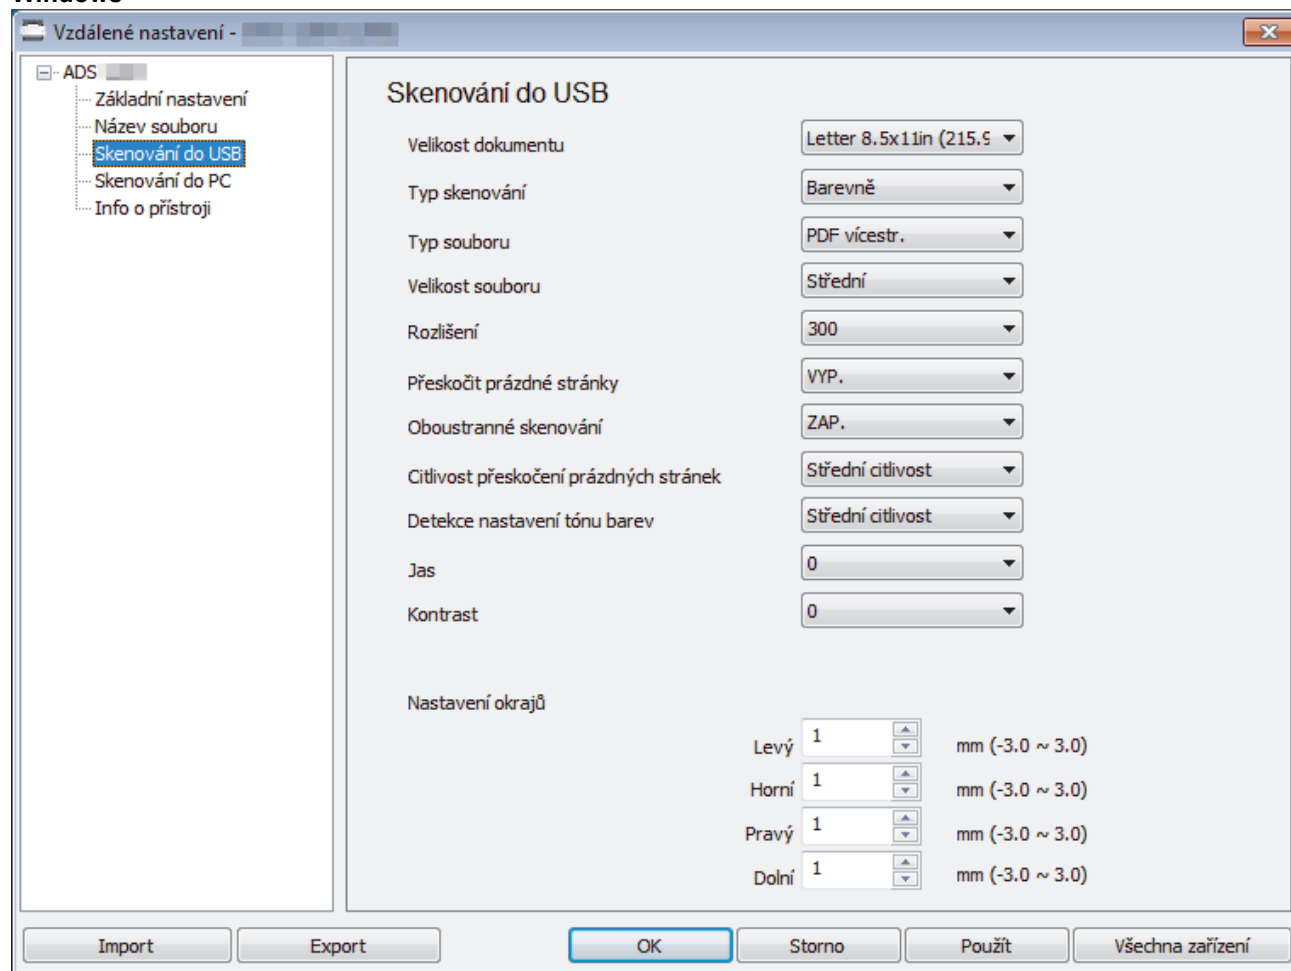 Vzdálené nastavení -
ADS
Základní nastavení
Název souboru
Skenování do USB
Skenování do PC
Info o přístroji
Skenování do USB
Velikost dokumentu Letter 8.5x11in (215.9
Typ skenování Barevně
Typ souboru PDF vícestr.
Velikost souboru Střední
Rozlišení 300
Přeskočit prázdné stránky VYP.
Oboustranné skenování ZAP.
Citlivost přeskočení prázdných stránek Střední citlivost
Detekce nastavení tónu barev Střední citlivost
Jas 0
Kontrast 0
Nastavení okrajů
Levý 1 mm (-3.0 ~ 3.0)
Horní 1 mm (-3.0 ~ 3.0)
Pravý 1 mm (-3.0 ~ 3.0)
Dolní 1 mm (-3.0 ~ 3.0)
Import Export OK Storno Použít Všechna zařízení